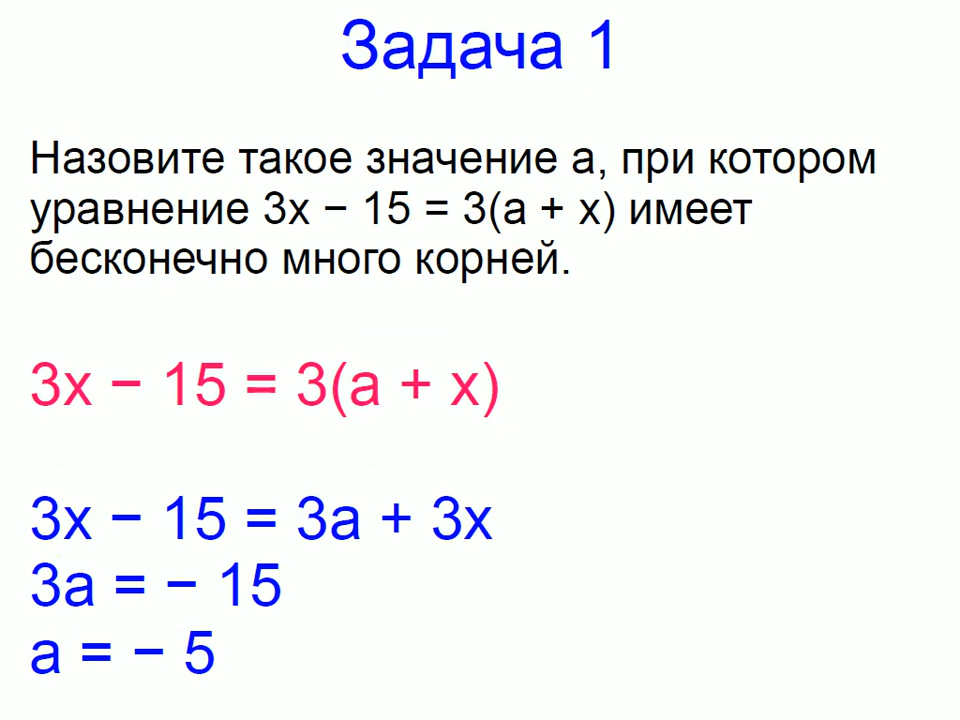 Задача 1
Назовите такое значение а, при котором
уравнение 3х − 15 = 3(а + х) имеет
бесконечно много корней.
3х − 15 = 3(а + х)
3х − 15 = 3а + 3х
3а = − 15
а = − 5